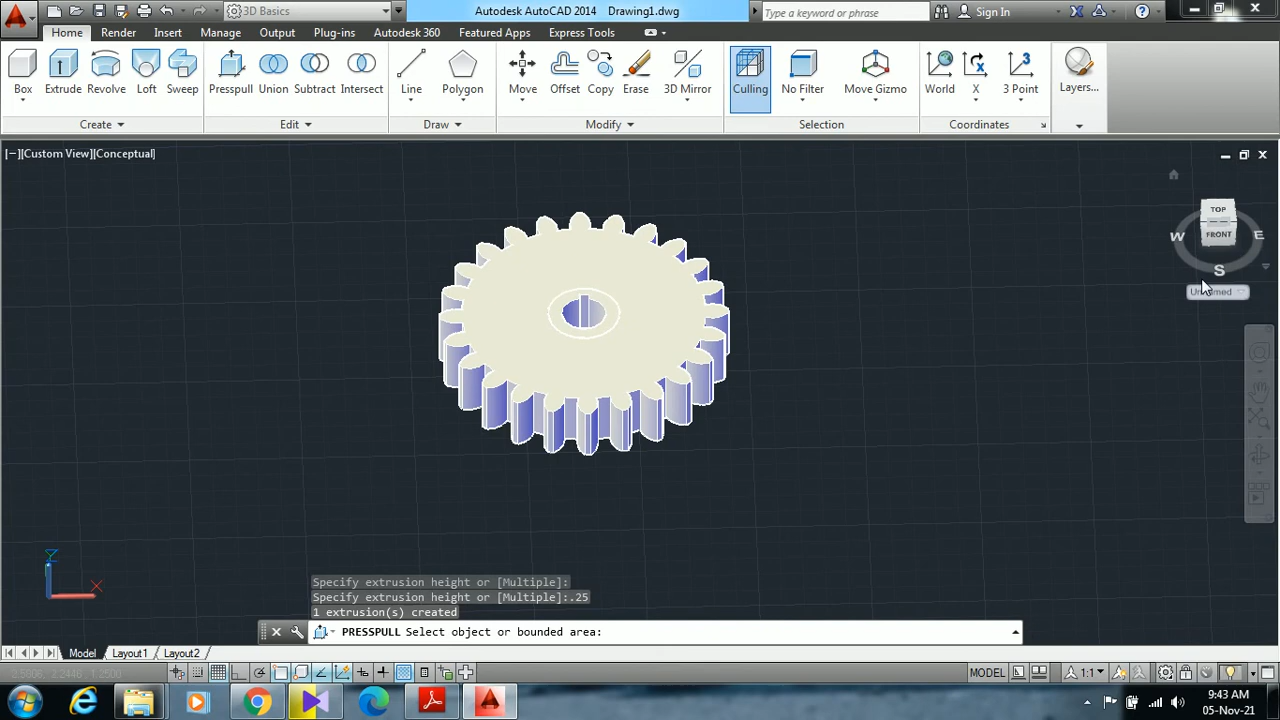 3D Basics
Autodesk AutoCAD 2014 Drawing1.dwg
Type a keyword or phrase
Sign In
Home Render Insert Manage Output Plug-ins Autodesk 360 Featured Apps Express Tools
Box Extrude Revolve Loft Sweep Presspull Union Subtract Intersect Line Polygon Move Offset Copy Erase 3D Mirror Culling No Filter Move Gizmo World X 3 Point Layers...
Create Edit Draw Modify Selection Coordinates
[−][Custom View][Conceptual]
TOP
W FRONT E
S
Specify extrusion height or [Multiple]:
Specify extrusion height or [Multiple]:.25
1 extrusion(s) created
PRESSPULL Select object or bounded area:
Model Layout1 Layout2
MODEL 1:1
9:43 AM
05-Nov-21